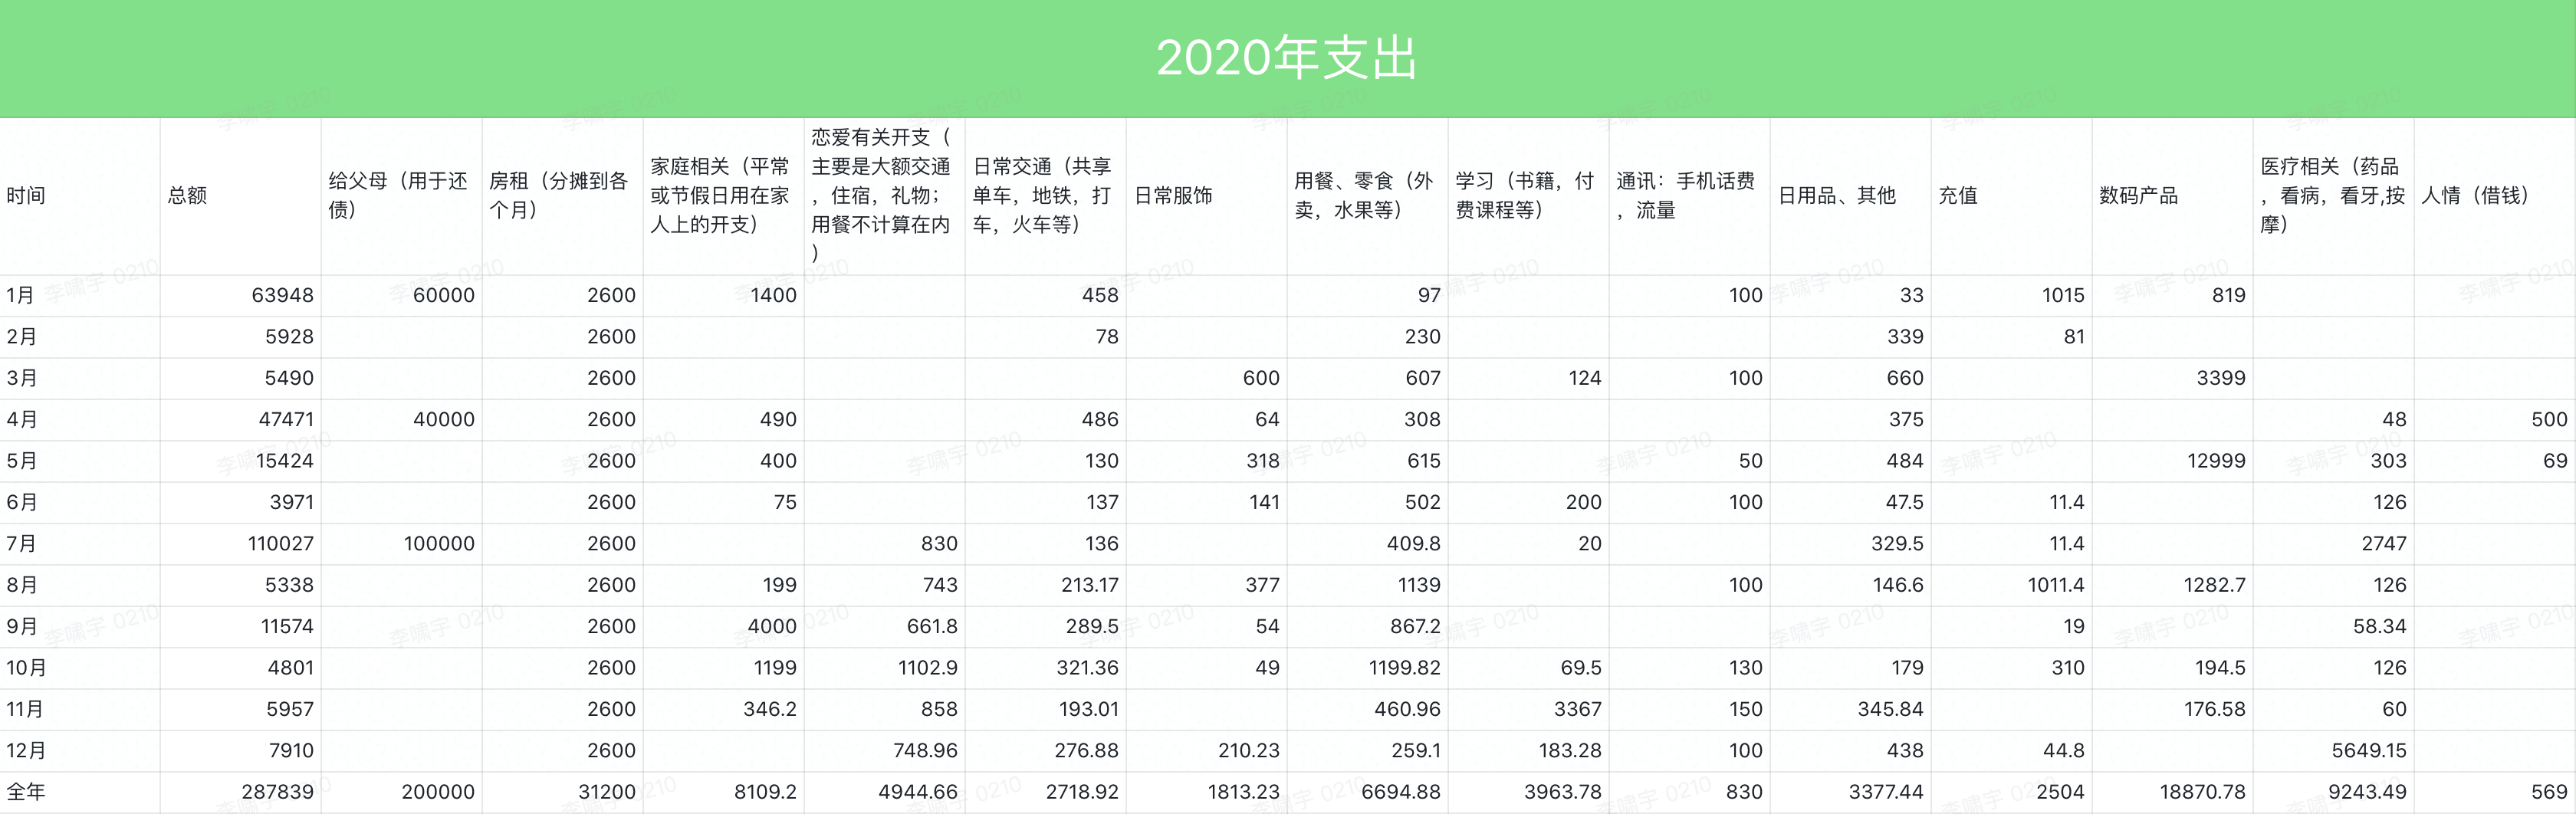 2020年支出
时间 总额 给父母（用于还债） 房租（分摊到各个月） 家庭相关（平常或节假日用在家人上的开支） 恋爱有关开支（主要是大额交通，住宿，礼物；用餐不计算在内） 日常交通（共享单车，地铁，打车，火车等） 日常服饰 用餐、零食（外卖，水果等） 学习（书籍，付费课程等） 通讯：手机话费，流量 日用品、其他 充值 数码产品 医疗相关（药品，看病，看牙,按摩） 人情（借钱）
1月 63948 60000 2600 1400 458 97 100 33 1015 819
2月 5928 2600 78 230 339 81
3月 5490 2600 600 607 124 100 660 3399
4月 47471 40000 2600 490 486 64 308 375 48 500
5月 15424 2600 400 130 318 615 50 484 12999 303 69
6月 3971 2600 75 137 141 502 200 100 47.5 11.4 126
7月 110027 100000 2600 830 136 409.8 20 329.5 11.4 2747
8月 5338 2600 199 743 213.17 377 1139 100 146.6 1011.4 1282.7 126
9月 11574 2600 4000 661.8 289.5 54 867.2 19 58.34
10月 4801 2600 1199 1102.9 321.36 49 1199.82 69.5 130 179 310 194.5 126
11月 5957 2600 346.2 858 193.01 460.96 3367 150 345.84 176.58 60
12月 7910 2600 748.96 276.88 210.23 259.1 183.28 100 438 44.8 5649.15
全年 287839 200000 31200 8109.2 4944.66 2718.92 1813.23 6694.88 3963.78 830 3377.44 2504 18870.78 9243.49 569
李啸宇 0210